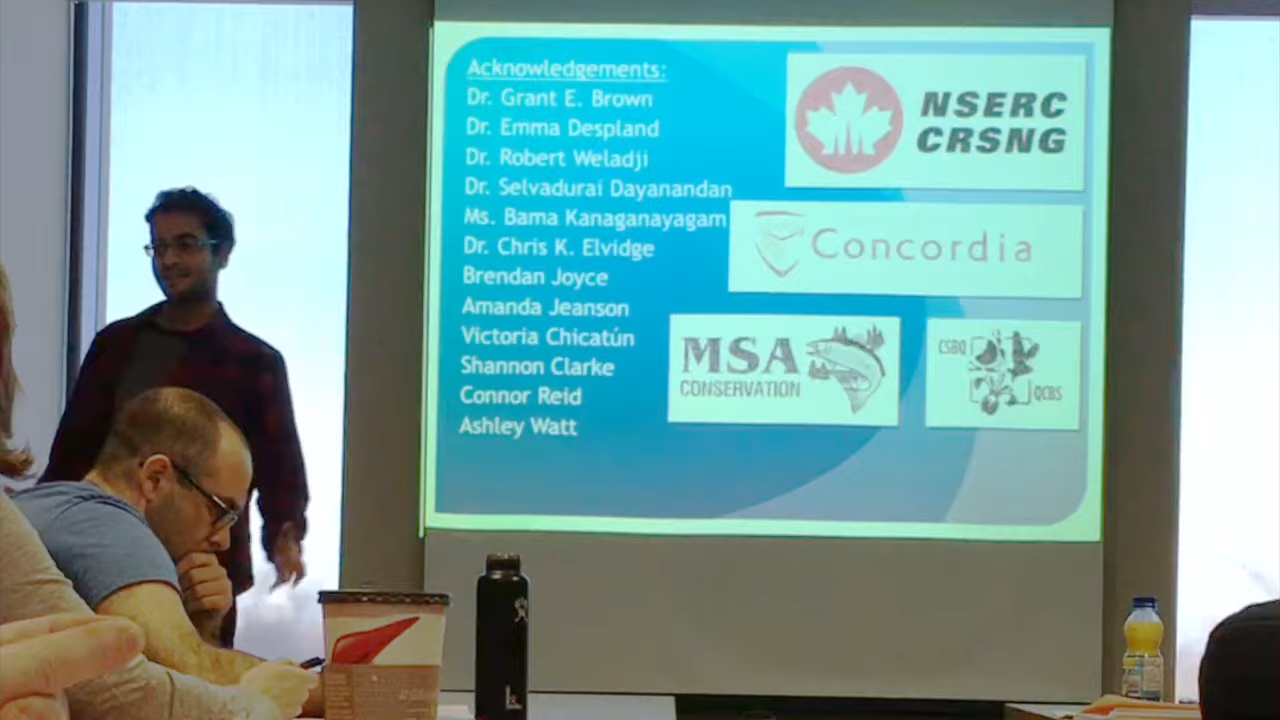 Acknowledgements:
Dr. Grant E. Brown
Dr. Emma Despland
Dr. Robert Weladji
Dr. Selvadurai Dayanandan
Ms. Bama Kanaganayagam
Dr. Chris K. Elvidge
Brendan Joyce
Amanda Jeanson
Victoria Chicatún
Shannon Clarke
Connor Reid
Ashley Watt
NSERC
CRSNG
Concordia
MSA
CONSERVATION
CSBQ
QCBS